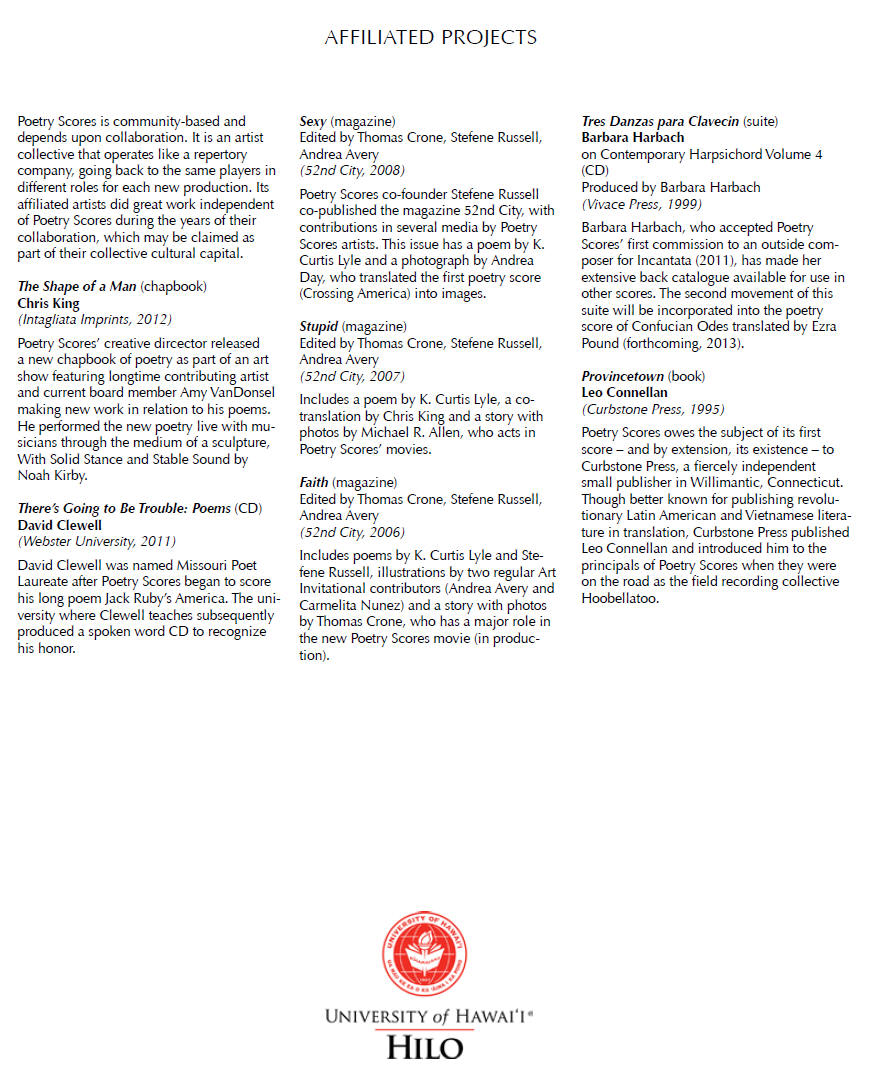 AFFILIATED PROJECTS
Poetry Scores is community-based and
depends upon collaboration. It is an artist
collective that operates like a repertory
company, going back to the same players in
different roles for each new production. Its
affiliated artists did great work independent
of Poetry Scores during the years of their
collaboration, which may be claimed as
part of their collective cultural capital.
The Shape of a Man (chapbook)
Chris King
(Intagliata Imprints, 2012)
Poetry Scores' creative dircector released
a new chapbook of poetry as part of an art
show featuring longtime contributing artist
and current board member Amy VanDonsel
making new work in relation to his poems.
He performed the new poetry live with mu-
sicians through the medium of a sculpture,
With Solid Stance and Stable Sound by
Noah Kirby.
There's Going to Be Trouble: Poems (CD)
David Clewell
(Webster University, 2011)
David Clewell was named Missouri Poet
Laureate after Poetry Scores began to score
his long poem Jack Ruby's America. The uni-
versity where Clewell teaches subsequently
produced a spoken word CD to recognize
his honor.
Sexy (magazine)
Edited by Thomas Crone, Stefene Russell,
Andrea Avery
(52nd City, 2008)
Poetry Scores co-founder Stefene Russell
co-published the magazine 52nd City, with
contributions in several media by Poetry
Scores artists. This issue has a poem by K.
Curtis Lyle and a photograph by Andrea
Day, who translated the first poetry score
(Crossing America) into images.
Stupid (magazine)
Edited by Thomas Crone, Stefene Russell,
Andrea Avery
(52nd City, 2007)
Includes a poem by K. Curtis Lyle, a co-
translation by Chris King and a story with
photos by Michael R. Allen, who acts in
Poetry Scores' movies.
Faith (magazine)
Edited by Thomas Crone, Stefene Russell,
Andrea Avery
(52nd City, 2006)
Includes poems by K. Curtis Lyle and Ste-
fene Russell, illustrations by two regular Art
Invitational contributors (Andrea Avery and
Carmelita Nunez) and a story with photos
by Thomas Crone, who has a major role in
the new Poetry Scores movie (in produc-
tion).
Tres Danzas para Clavecin (suite)
Barbara Harbach
on Contemporary Harpsichord Volume 4
(CD)
Produced by Barbara Harbach
(Vivace Press, 1999)
Barbara Harbach, who accepted Poetry
Scores' first commission to an outside com-
poser for Incantata (2011), has made her
extensive back catalogue available for use in
other scores. The second movement of this
suite will be incorporated into the poetry
score of Confucian Odes translated by Ezra
Pound (forthcoming, 2013).
Provincetown (book)
Leo Connellan
(Curbstone Press, 1995)
Poetry Scores owes the subject of its first
score – and by extension, its existence – to
Curbstone Press, a fiercely independent
small publisher in Willimantic, Connecticut.
Though better known for publishing revolu-
tionary Latin American and Vietnamese litera-
ture in translation, Curbstone Press published
Leo Connellan and introduced him to the
principals of Poetry Scores when they were
on the road as the field recording collective
Hoobellatoo.
UNIVERSITY OF HAWAI'I
UNIVERSITY of HAWAI'I®
HILO